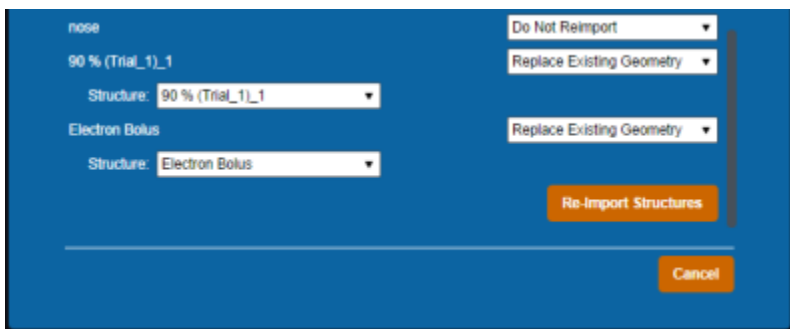 nose Do Not Reimport
90 % (Trial_1)_1 Replace Existing Geometry
Structure: 90 % (Trial_1)_1
Electron Bolus Replace Existing Geometry
Structure: Electron Bolus
Re-Import Structures
Cancel